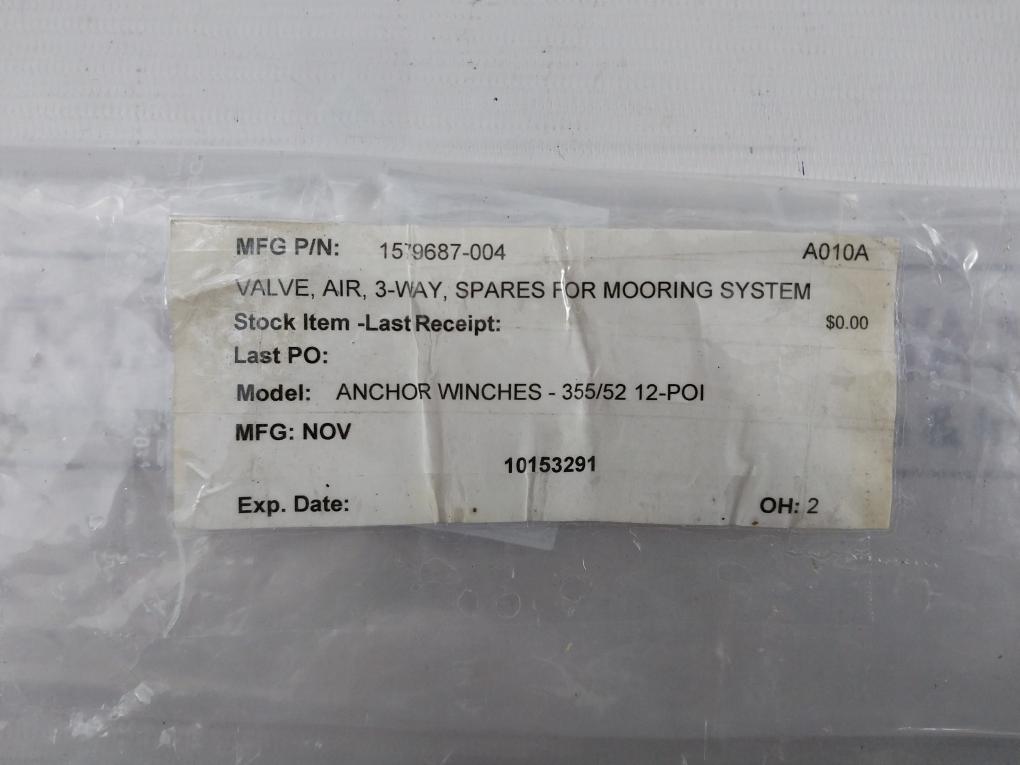 MFG P/N: 1579687-004 A010A
VALVE, AIR, 3-WAY, SPARES FOR MOORING SYSTEM
Stock Item -Last Receipt: $0.00
Last PO:
Model: ANCHOR WINCHES - 355/52 12-POI
MFG: NOV
10153291
Exp. Date: OH: 2